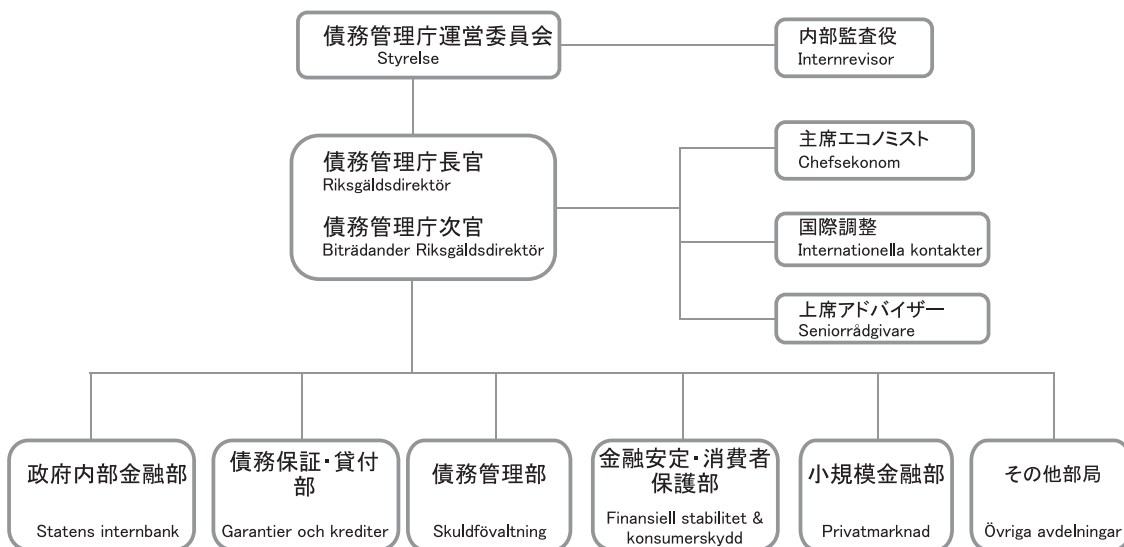 債務管理庁運営委員会
Styrelse
内部監査役
Internrevisor
債務管理庁長官
Riksgäldsdirektör
債務管理庁次官
Biträdander Riksgäldsdirektör
主席エコノミスト
Chefsekonom
国際調整
Internationella kontakter
上席アドバイザー
Seniorrådgivare
政府内部金融部
Statens internbank
債務保証・貸付
部
Garantier och krediter
債務管理部
Skuldfövaltning
金融安定・消費者
保護部
Finansiell stabilitet &
konsumerskydd
小規模金融部
Privatmarknad
その他部局
Övriga avdelningar